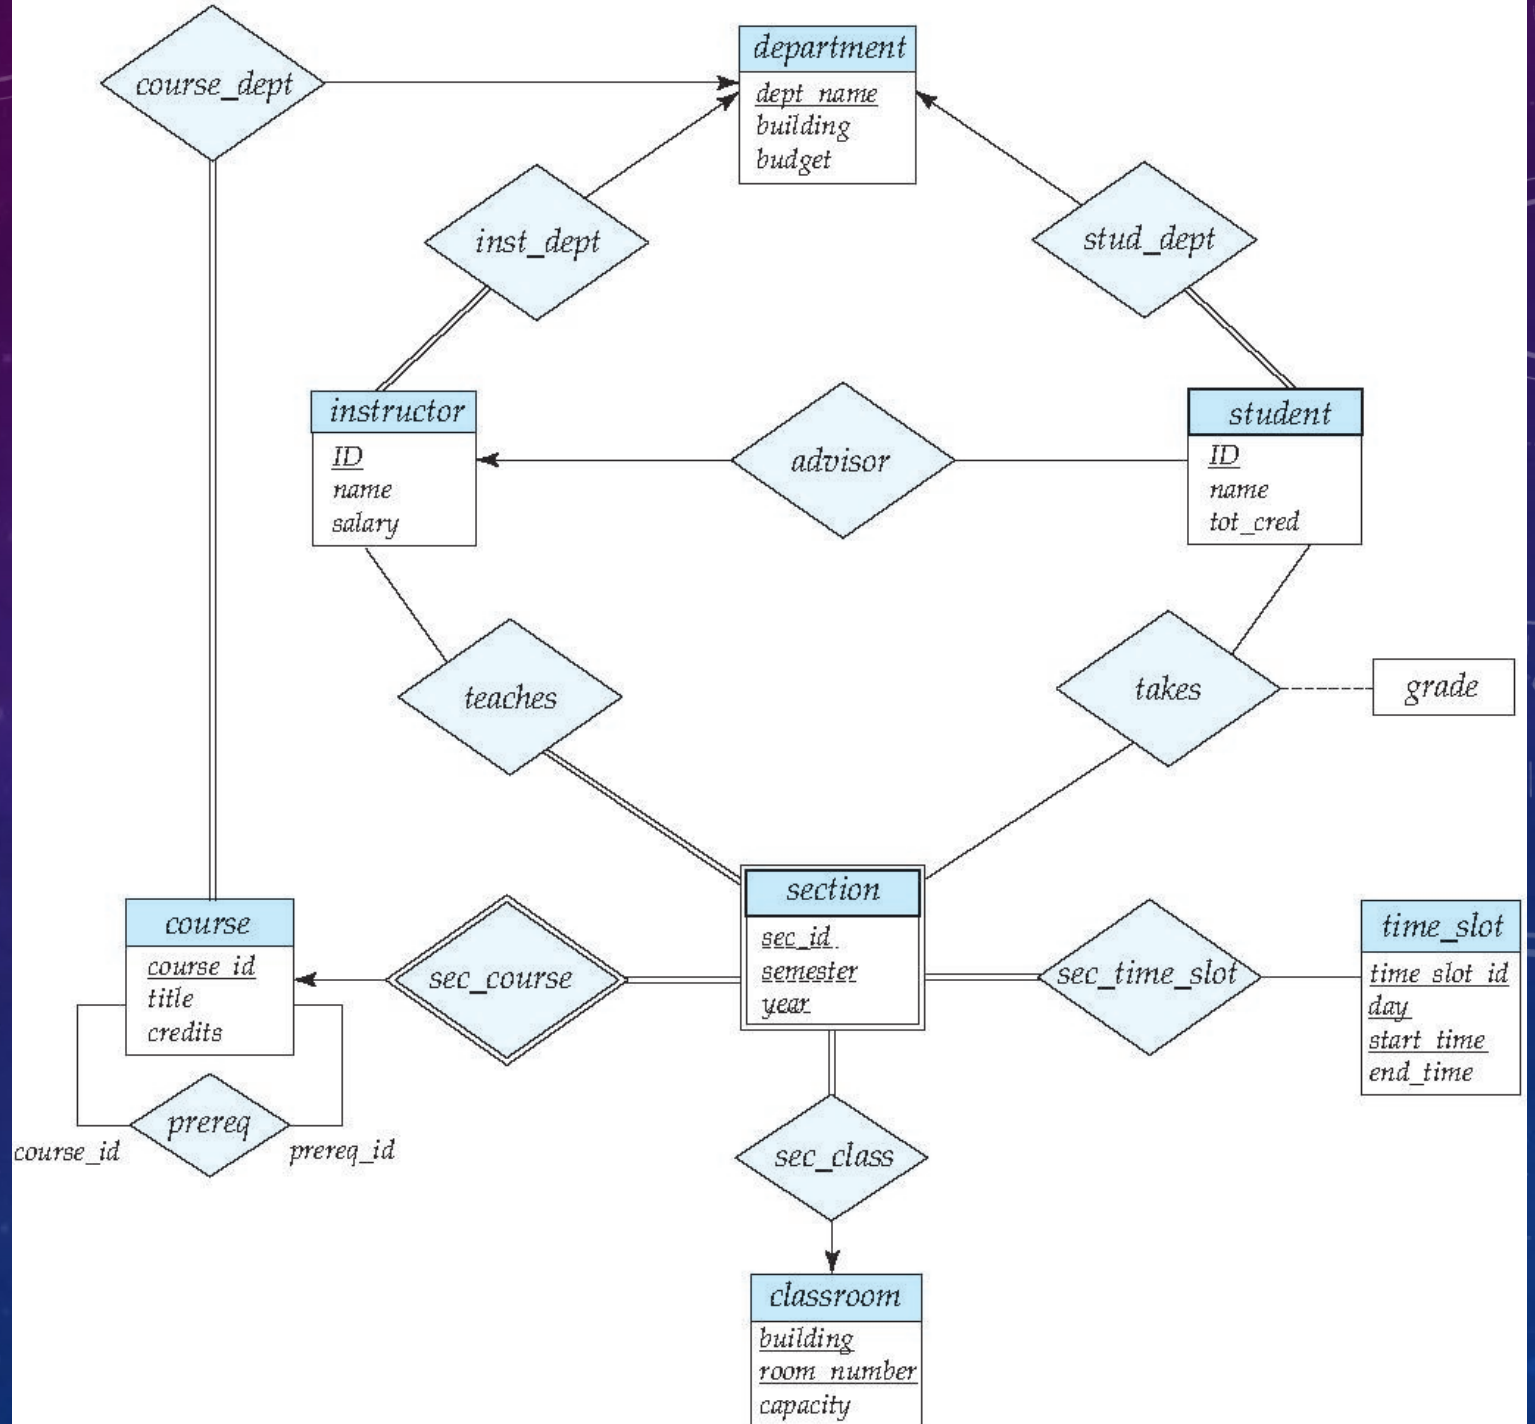 course_dept
department
dept_name
building
budget
inst_dept
stud_dept
instructor
ID
name
salary
advisor
student
ID
name
tot_cred
teaches
takes
grade
course
course_id
title
credits
sec_course
section
sec_id
semester
year
sec_time_slot
time_slot
time_slot_id
day
start_time
end_time
prereq
course_id
prereq_id
sec_class
classroom
building
room_number
capacity